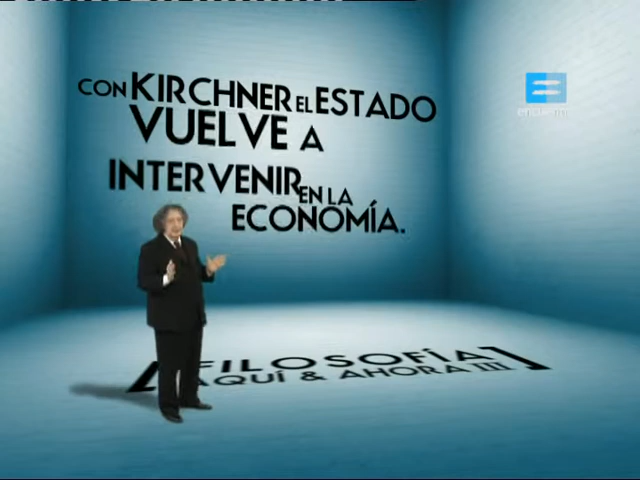 CON KIRCHNER EL ESTADO
VUELVE A
INTERVENIR EN LA
ECONOMÍA.
[FILOSOFÍA
AQUÍ & AHORA III]